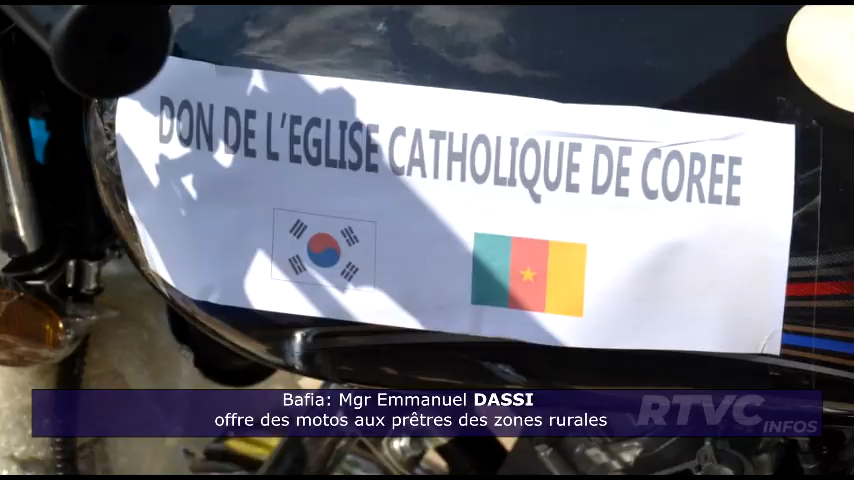 DON DE L'EGLISE CATHOLIQUE DE COREE
Bafia: Mgr Emmanuel DASSI
offre des motos aux prêtres des zones rurales
RTVC INFOS